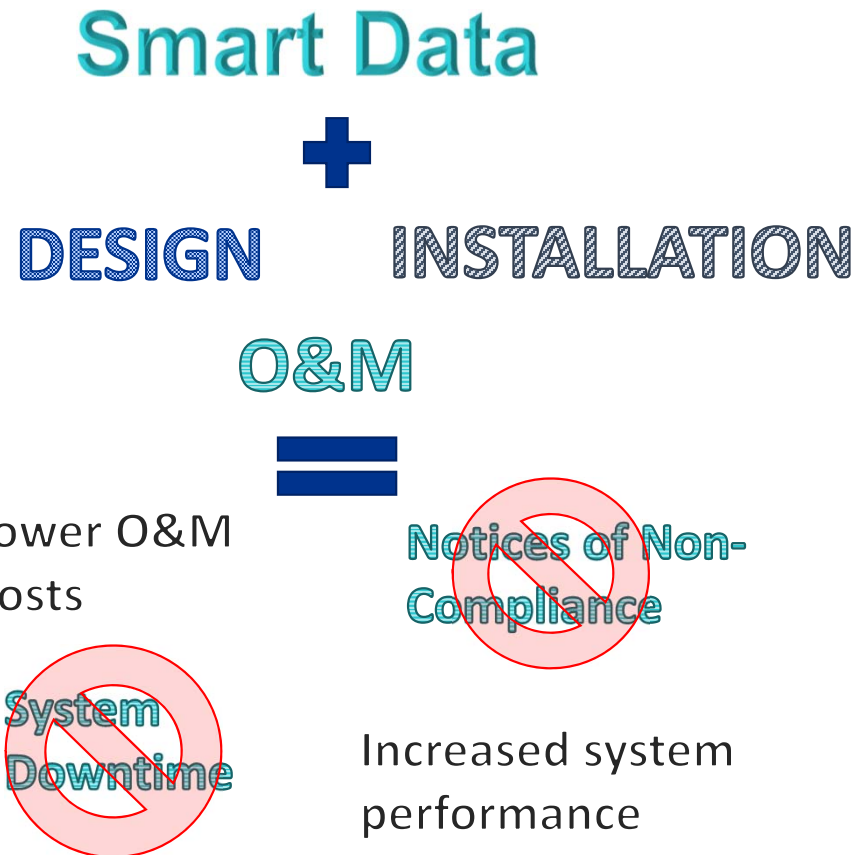 Smart Data
DESIGN INSTALLATION
O&M
ower O&M
osts
Notices of Non-
Compliance
System
Downtime
Increased system
performance